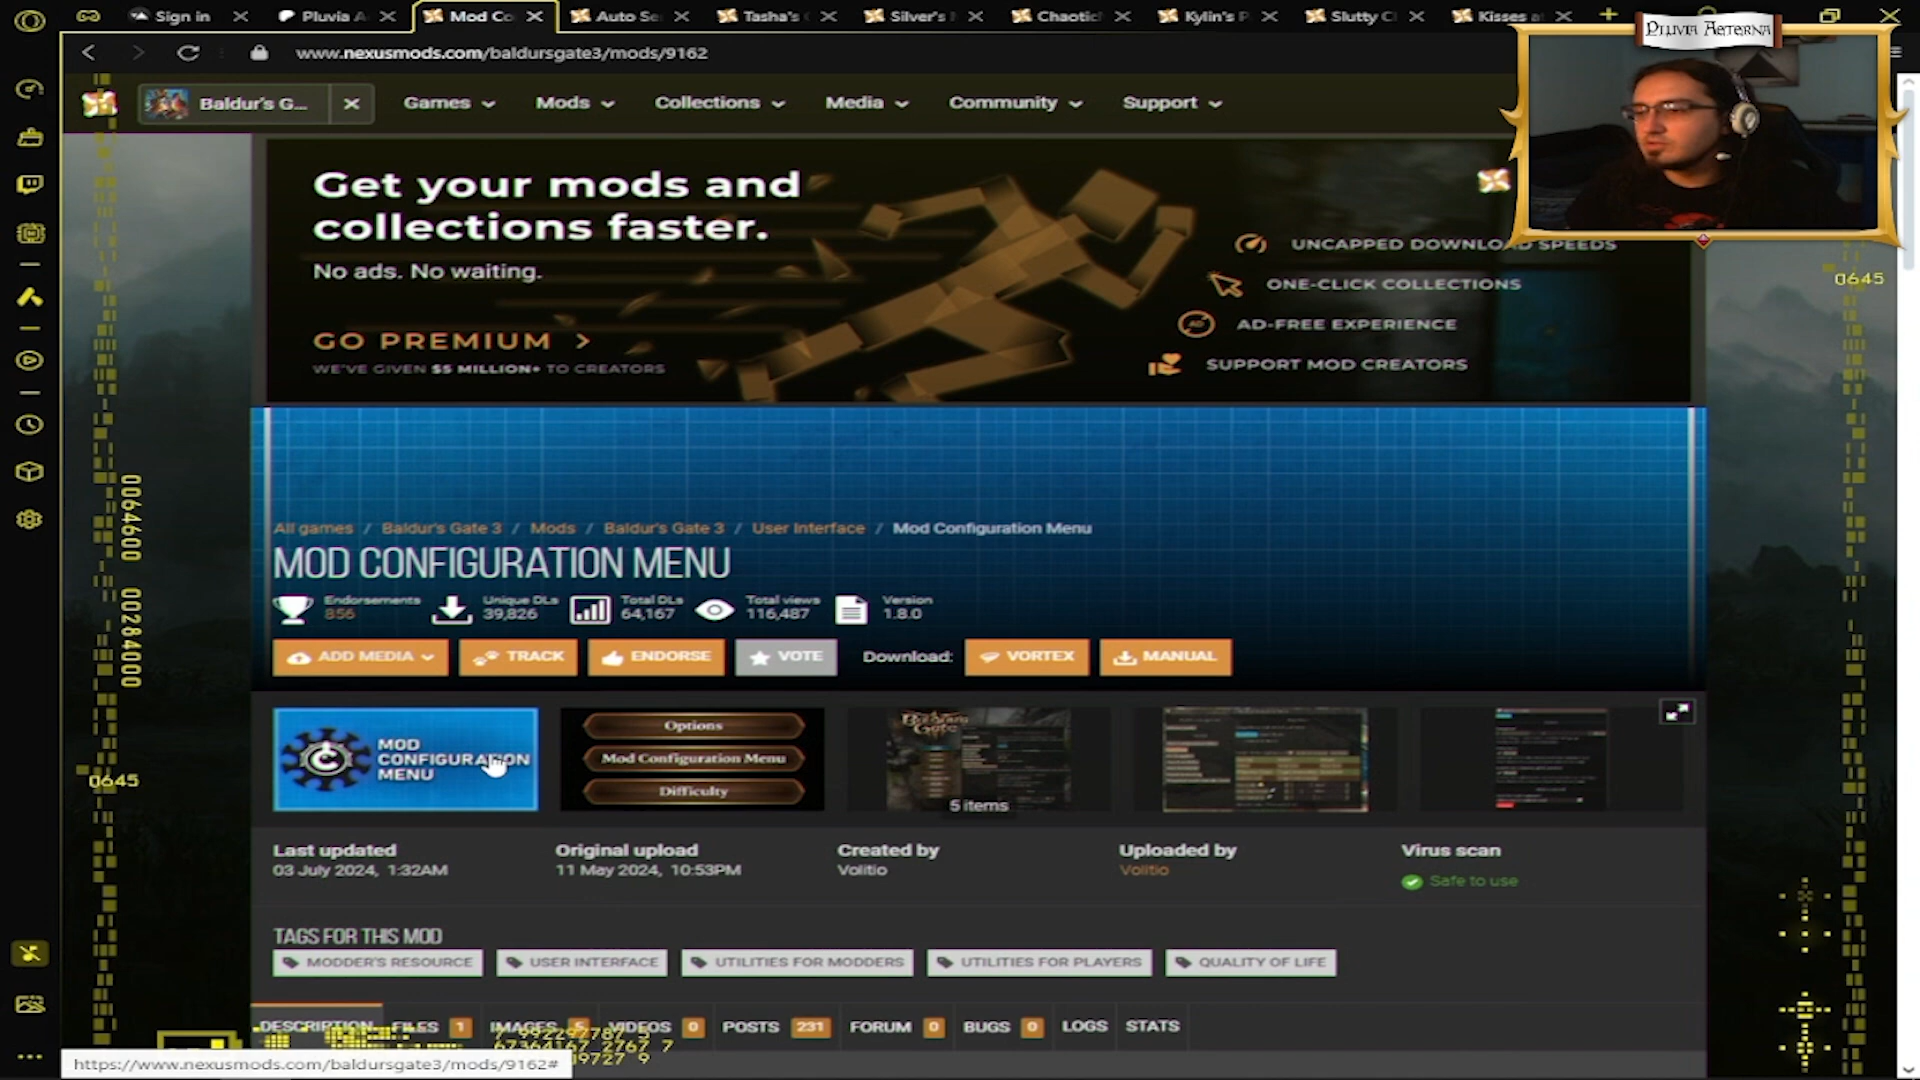 Sign in
Pluvia A
Mod Co
Auto Se
Tasha's
Silver's
Chaotic
Kylin's P
Slutty C
Kisses a
Pluvia Aeterna
www.nexusmods.com/baldursgate3/mods/9162
Baldur's G...
Games
Mods
Collections
Media
Community
Support
Get your mods and
collections faster.
No ads. No waiting.
GO PREMIUM >
WE'VE GIVEN $5 MILLION+ TO CREATORS
UNCAPPED DOWNLOAD SPEEDS
ONE-CLICK COLLECTIONS
AD-FREE EXPERIENCE
SUPPORT MOD CREATORS
0645
0064600 00284000
All games / Baldur's Gate 3 / Mods / Baldur's Gate 3 / User Interface / Mod Configuration Menu
MOD CONFIGURATION MENU
Endorsements
856
Unique DLs
39,826
Total DLs
64,167
Total views
116,487
Version
1.8.0
ADD MEDIA
TRACK
ENDORSE
VOTE
Download:
VORTEX
MANUAL
MOD
CONFIGURATION
MENU
Options
Mod Configuration Menu
Difficulty
Baldur's
Gate
5 items
0645
Last updated
03 July 2024, 1:32AM
Original upload
11 May 2024, 10:53PM
Created by
Volitio
Uploaded by
Volitio
Virus scan
Safe to use
TAGS FOR THIS MOD
MODDER'S RESOURCE
USER INTERFACE
UTILITIES FOR MODDERS
UTILITIES FOR PLAYERS
QUALITY OF LIFE
DESCRIPTION
FILES 1
IMAGES 5
VIDEOS 0
POSTS 231
FORUM 0
BUGS 0
LOGS
STATS
https://www.nexusmods.com/baldursgate3/mods/9162#